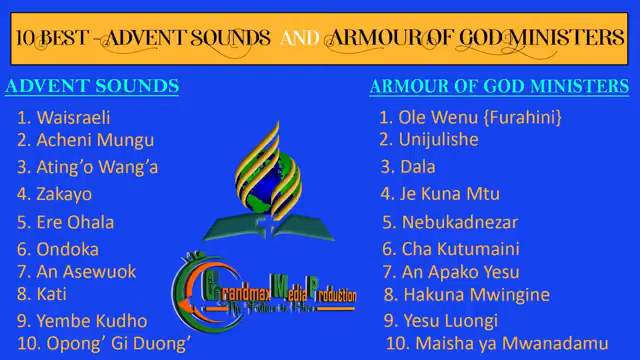 10 BEST - ADVENT SOUNDS AND ARMOUR OF GOD MINISTERS
ADVENT SOUNDS
1. Waisraeli
2. Acheni Mungu
3. Ating'o Wang'a
4. Zakayo
5. Ere Ohala
6. Ondoka
7. An Asewuok
8. Kati
9. Yembe Kudho
10. Opong' Gi Duong'
ARMOUR OF GOD MINISTERS
1. Ole Wenu {Furahini}
2. Unijulishe
3. Dala
4. Je Kuna Mtu
5. Nebukadnezar
6. Cha Kutumaini
7. An Apako Yesu
8. Hakuna Mwingine
9. Yesu Luongi
10. Maisha ya Mwanadamu
Grandmax Media Production